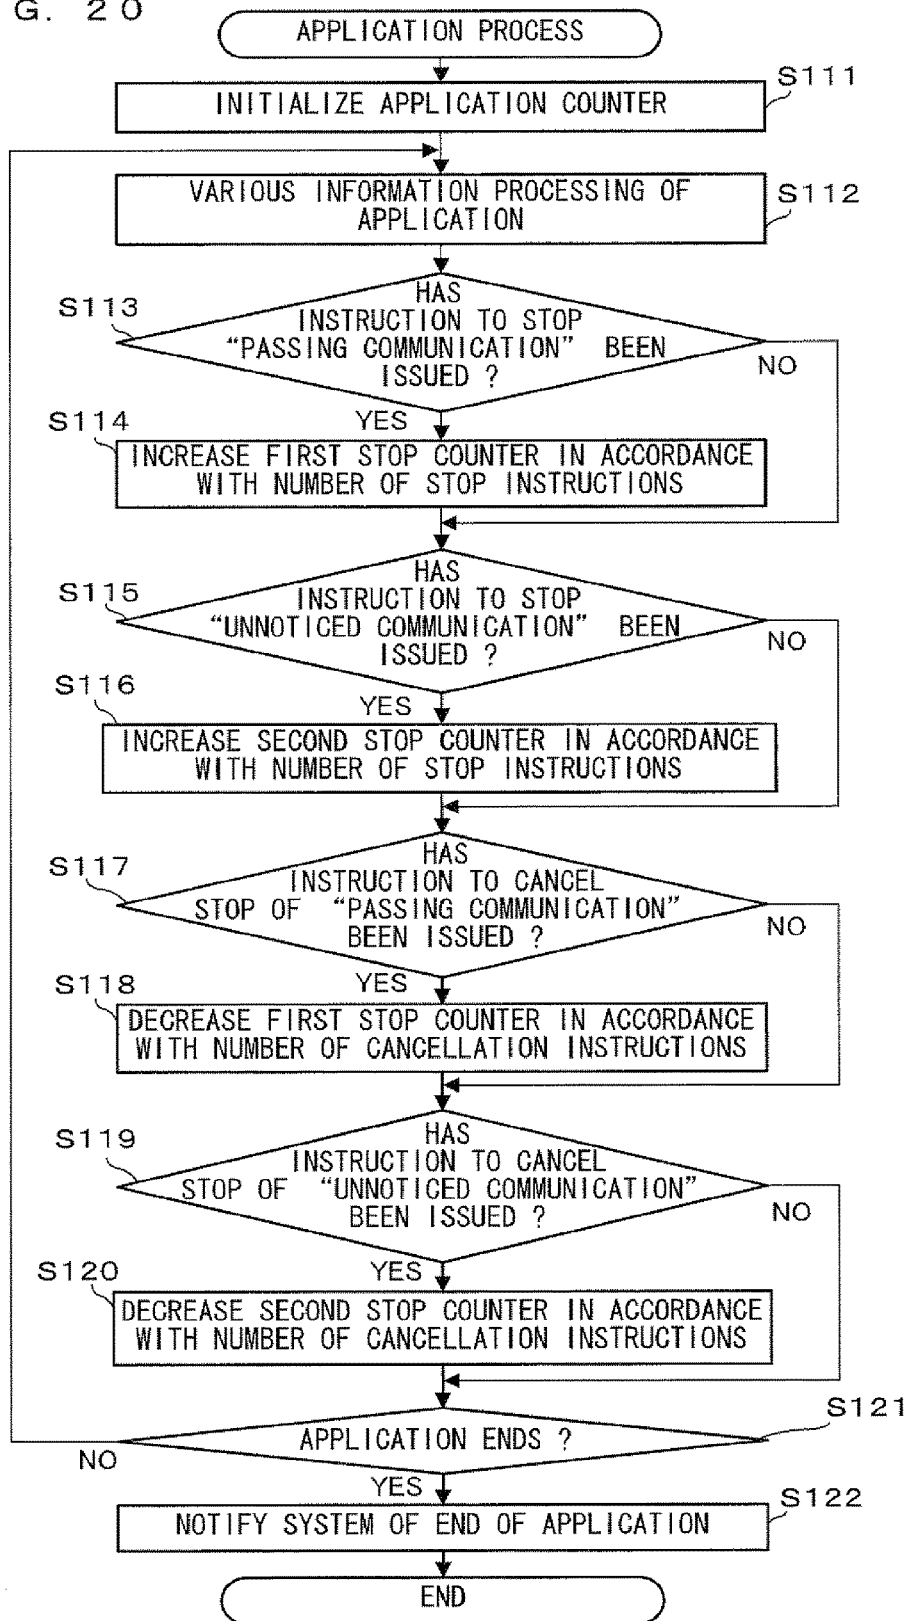 G. 20
APPLICATION PROCESS
S111
INITIALIZE APPLICATION COUNTER
VARIOUS INFORMATION PROCESSING OF
APPLICATION
S112
S113
HAS
INSTRUCTION TO STOP
“PASSING COMMUNICATION” BEEN
ISSUED ?
NO
YES
S114
INCREASE FIRST STOP COUNTER IN ACCORDANCE
WITH NUMBER OF STOP INSTRUCTIONS
S115
HAS
INSTRUCTION TO STOP
“UNNOTICED COMMUNICATION” BEEN
ISSUED ?
NO
YES
S116
INCREASE SECOND STOP COUNTER IN ACCORDANCE
WITH NUMBER OF STOP INSTRUCTIONS
S117
HAS
INSTRUCTION TO CANCEL
STOP OF “PASSING COMMUNICATION”
BEEN ISSUED ?
NO
YES
S118
DECREASE FIRST STOP COUNTER IN ACCORDANCE
WITH NUMBER OF CANCELLATION INSTRUCTIONS
S119
HAS
INSTRUCTION TO CANCEL
STOP OF “UNNOTICED COMMUNICATION”
BEEN ISSUED ?
NO
YES
S120
DECREASE SECOND STOP COUNTER IN ACCORDANCE
WITH NUMBER OF CANCELLATION INSTRUCTIONS
S121
APPLICATION ENDS ?
NO
YES
S122
NOTIFY SYSTEM OF END OF APPLICATION
END